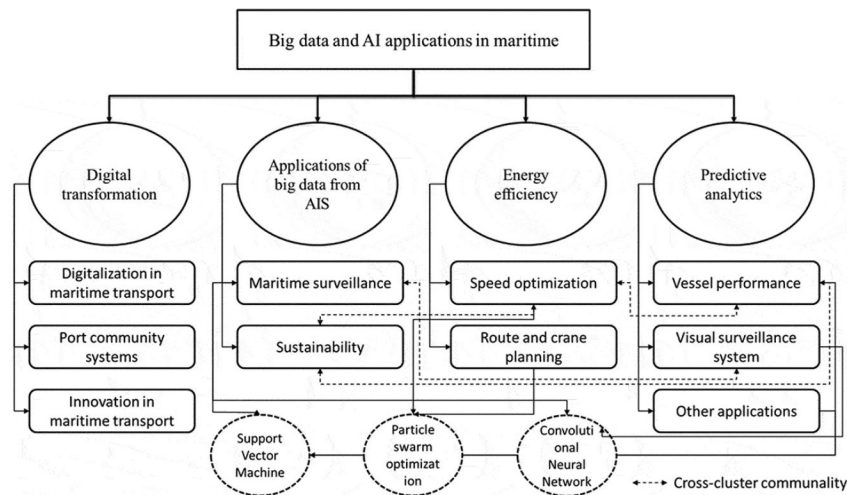 Big data and AI applications in maritime
Digital
transformation
Applications of
big data from
AIS
Energy
efficiency
Predictive
analytics
Digitalization in
maritime transport
Maritime surveillance
Speed optimization
Vessel performance
Port community
systems
Sustainability
Route and crane
planning
Visual surveillance
system
Innovation in
maritime transport
Other applications
Support
Vector
Machine
Particle
swarm
optimizat
ion
Convoluti
onal
Neural
Network
Cross-cluster communality